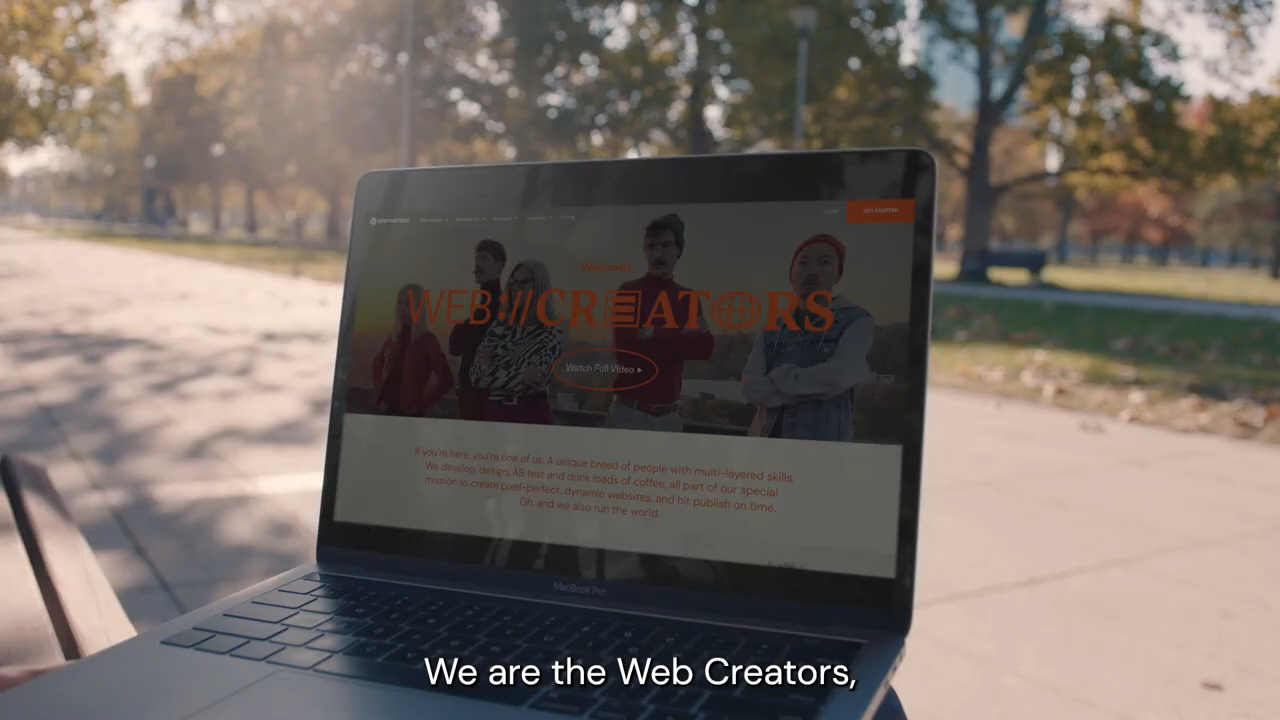 elementor
GET STARTED
Welcome
WEB://CREATORS
Watch Full Video
If you're here, you're one of us. A unique breed of people with multi-layered skills.
We develop, design, AB test and drink loads of coffee, all part of our special
mission to create pixel-perfect, dynamic websites, and hit publish on time.
Oh, and we also run the world.
MacBook Pro
We are the Web Creators,